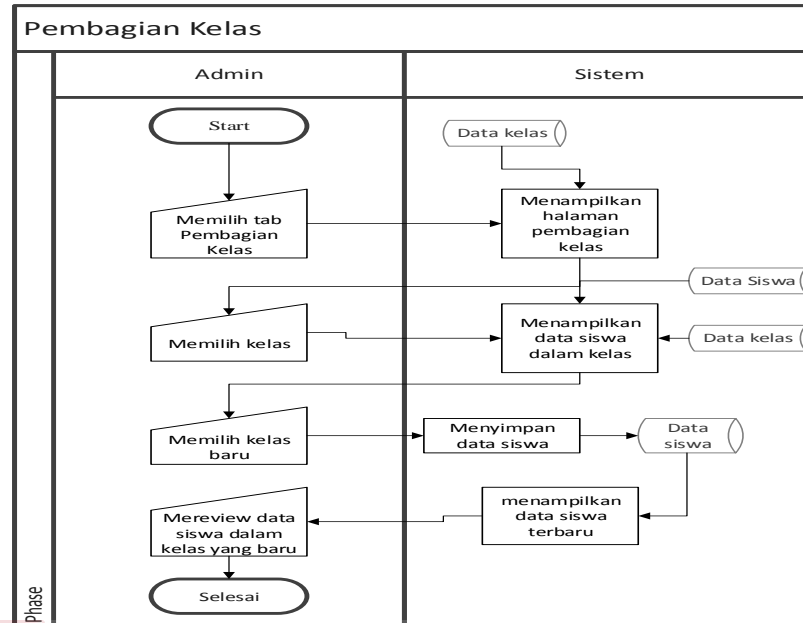 Pembagian Kelas
Admin
Sistem
Start
Data kelas
Memilih tab
Pembagian
Kelas
Menampilkan
halaman
pembagian
kelas
Data Siswa
Memilih kelas
Menampilkan
data siswa
dalam kelas
Data kelas
Memilih kelas
baru
Menyimpan
data siswa
Data
siswa
Mereview data
siswa dalam
kelas yang baru
menampilkan
data siswa
terbaru
Selesai
Phase